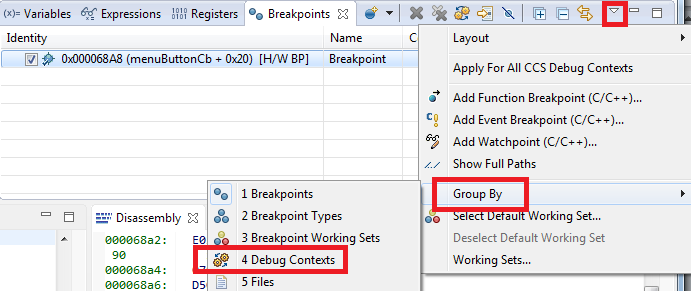 (x)= Variables
Expressions
Registers
Breakpoints
Identity
Name
C
0x000068A8 (menuButtonCb + 0x20) [H/W BP]
Breakpoint
Layout
Apply For All CCS Debug Contexts
Add Function Breakpoint (C/C++)...
Add Event Breakpoint (C/C++)...
Add Watchpoint (C/C++)...
Show Full Paths
Group By
Select Default Working Set...
Deselect Default Working Set
Working Sets...
1 Breakpoints
2 Breakpoint Types
3 Breakpoint Working Sets
4 Debug Contexts
5 Files
Disassembly
000068a2: E0
90
000068a4:
000068a6: D5